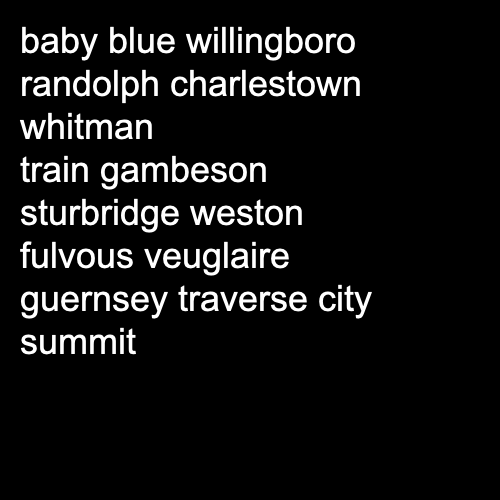 baby blue willingboro
randolph charlestown
whitman
train gambeson
sturbridge weston
fulvous veuglaire
guernsey traverse city
summit